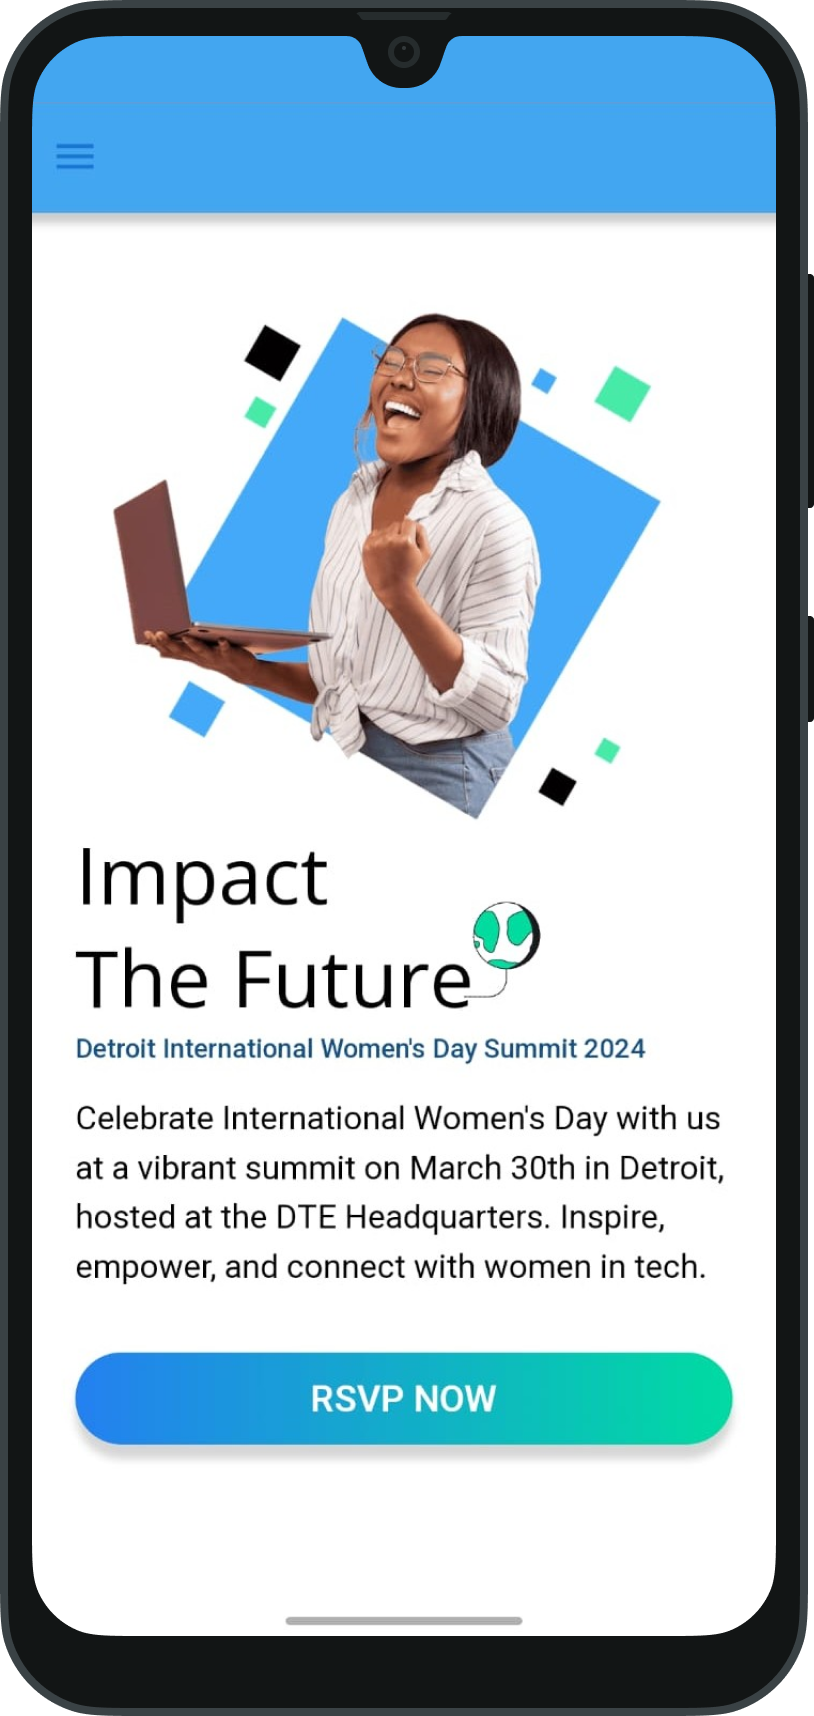 Impact
The Future
Detroit International Women's Day Summit 2024
Celebrate International Women's Day with us
at a vibrant summit on March 30th in Detroit,
hosted at the DTE Headquarters. Inspire,
empower, and connect with women in tech.
RSVP NOW